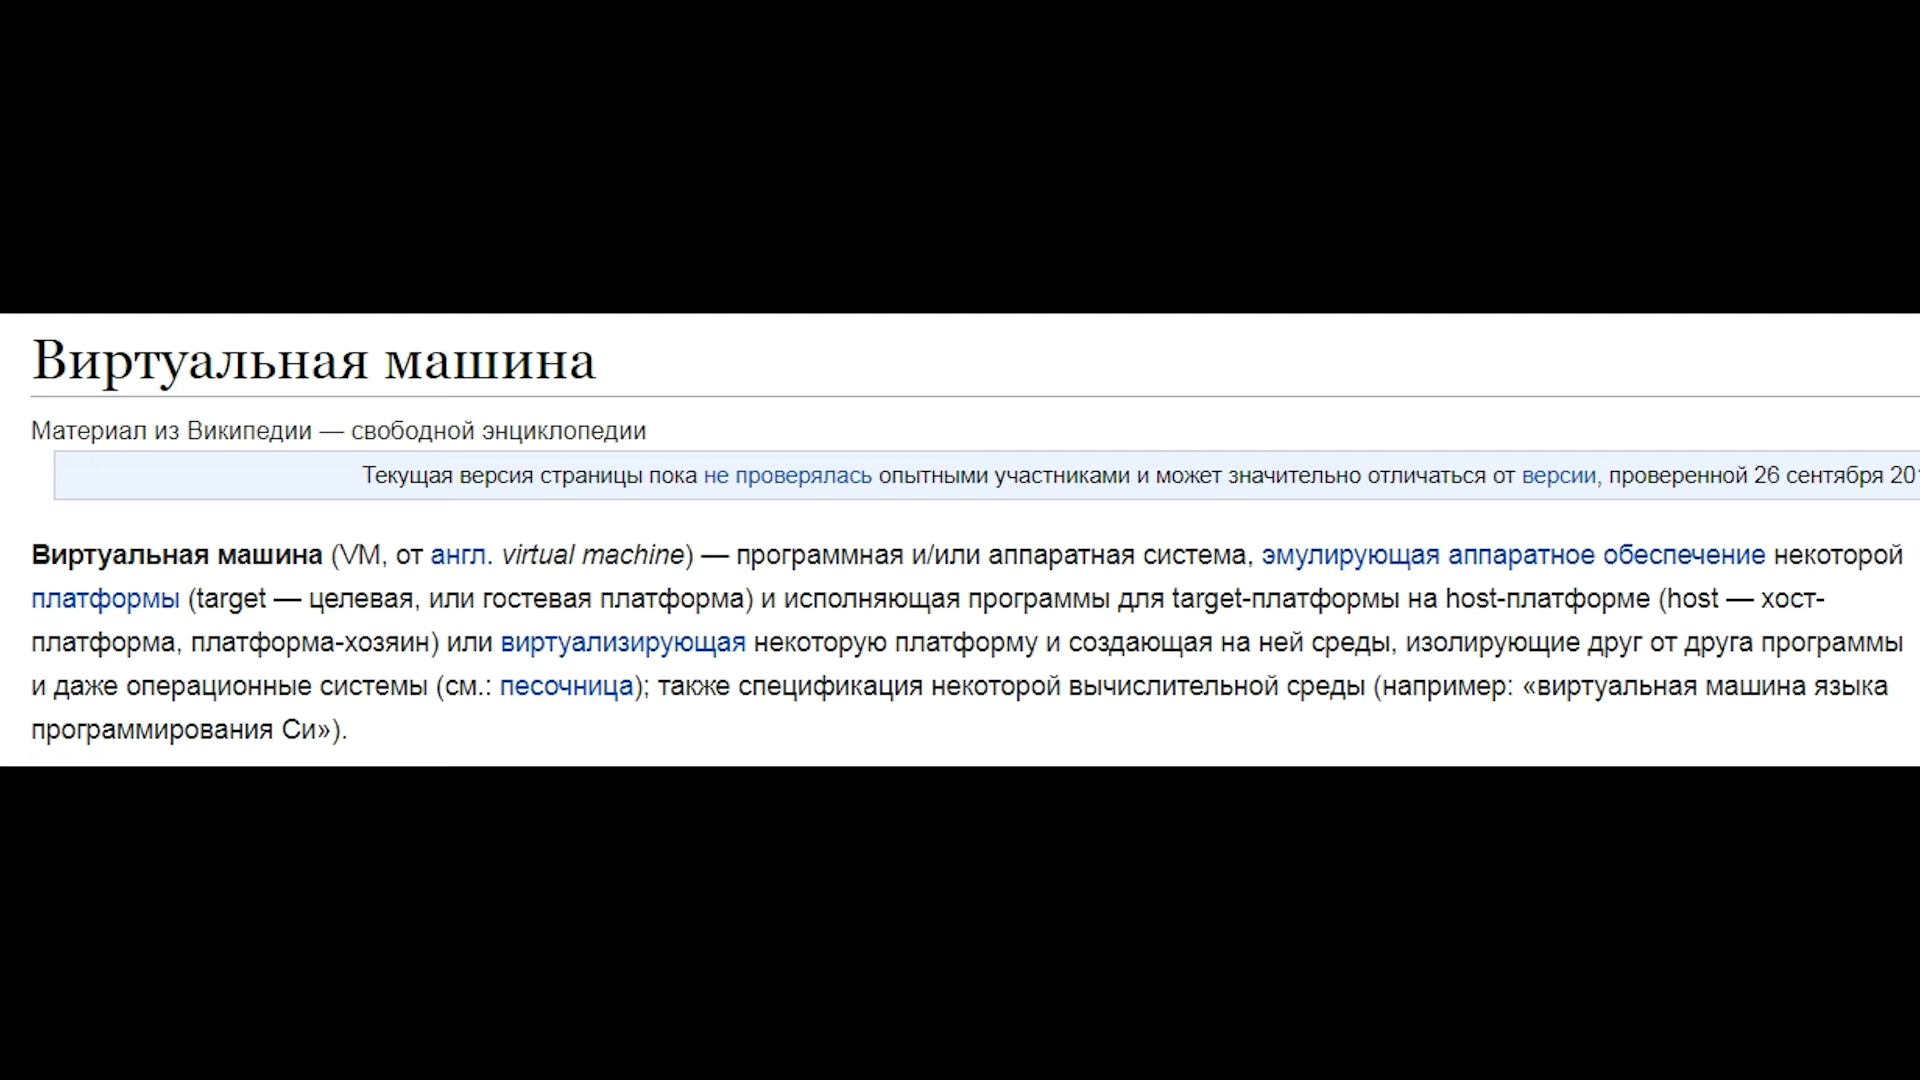 Виртуальная машина
Материал из Википедии — свободной энциклопедии
Текущая версия страницы пока не проверялась опытными участниками и может значительно отличаться от версии, проверенной 26 сентября
Виртуальная машина (VM, от англ. virtual machine) — программная и/или аппаратная система, эмулирующая аппаратное обеспечение некоторой
платформы (target — целевая, или гостевая платформа) и исполняющая программы для target-платформы на host-платформе (host — хост-
платформа, платформа-хозяин) или виртуализирующая некоторую платформу и создающая на ней среды, изолирующие друг от друга программы
и даже операционные системы (см.: песочница); также спецификация некоторой вычислительной среды (например: «виртуальная машина языка
программирования Си»).